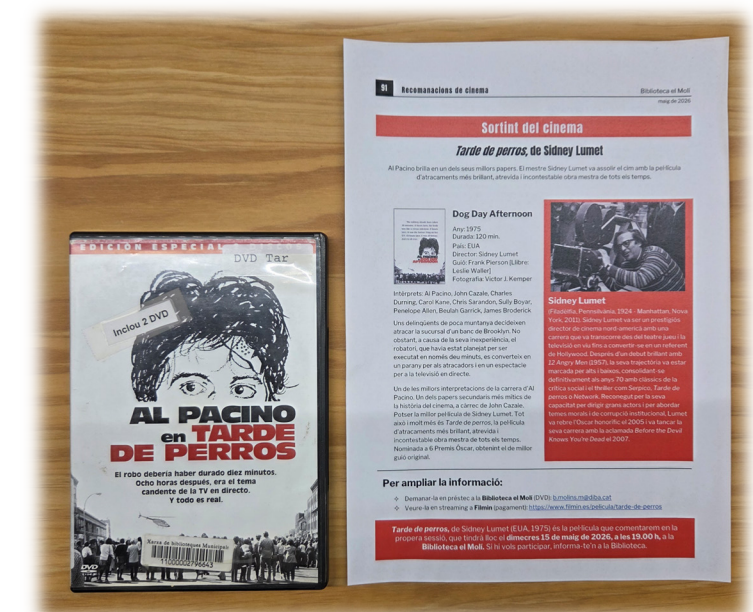 EDICIÓN ESPECIAL 2 DISCOS
DVD Tar
Inclou 2 DVD
AL PACINO
en TARDE
DE PERROS
El robo debería haber durado diez minutos.
Ocho horas después, era el tema
candente de la TV en directo.
Y todo es real.
Xarxa de Biblioteques Municipals
11000002796643
DVD
91 Recomanacions de cinema
Biblioteca el Molí
maig de 2026
Sortint del cinema
Tarde de perros, de Sidney Lumet
Al Pacino brilla en un dels seus millors papers. El mestre Sidney Lumet va assolir el cim amb la pel·lícula
d'atracaments més brillant, atrevida i incontestable obra mestra de tots els temps.
AL PACINO
en TARDE
DE PERROS
Dog Day Afternoon
Any: 1975
Durada: 120 min.
País: EUA
Director: Sidney Lumet
Guió: Frank Pierson [Llibre:
Leslie Waller]
Fotografia: Victor J. Kemper
Intèrprets: Al Pacino, John Cazale, Charles
Durning, Carol Kane, Chris Sarandon, Sully Boyar,
Penelope Allen, Beulah Garrick, James Broderick
Uns delinqüents de poca muntanya decideixen
atracar la sucursal d'un banc de Brooklyn. No
obstant, a causa de la seva inexperiència, el
robatori, que havia estat planejat per ser
executat en només deu minuts, es converteix en
un parany per als atracadors i en un espectacle
per a la televisió en directe.
Un de les millors interpretacions de la carrera d'Al
Pacino. Un dels papers secundaris més mítics de
la història del cinema, a càrrec de John Cazale.
Potser la millor pel·lícula de Sidney Lumet. Tot
això i molt més és Tarde de perros, la pel·lícula
d'atracaments més brillant, atrevida i
incontestable obra mestra de tots els temps.
Nominada a 6 Premis Òscar, obtenint el de millor
guió original.
Sidney Lumet
(Filadèlfia, Pennsilvània, 1924 - Manhattan, Nova
York, 2011). Sidney Lumet va ser un prestigiós
director de cinema nord-americà amb una
carrera que va transcorre des del teatre jueu i la
televisió en viu fins a convertir-se en un referent
de Hollywood. Després d'un debut brillant amb
12 Angry Men (1957), la seva trajectòria va estar
marcada per alts i baixos, consolidant-se
definitivament als anys 70 amb clàssics de la
crítica social i el thriller com Serpico, Tarde de
perros o Network. Reconegut per la seva
capacitat per dirigir grans actors i per abordar
temes morals i de corrupció institucional, Lumet
va rebre l'Oscar honorífic el 2005 i va tancar la
seva carrera amb l'aclamada Before the Devil
Knows You're Dead el 2007.
Per ampliar la informació:
Demanar-la en préstec a la Biblioteca el Molí (DVD): b.molins.m@diba.cat
Veure-la en streaming a Filmin (pagament): https://www.filmin.es/pelicula/tarde-de-perros
Tarde de perros, de Sidney Lumet (EUA, 1975) és la pel·lícula que comentarem en la
propera sessió, que tindrà lloc el dimecres 15 de maig de 2026, a les 19.00 h, a la
Biblioteca el Molí. Si hi vols participar, informa-te'n a la Biblioteca.